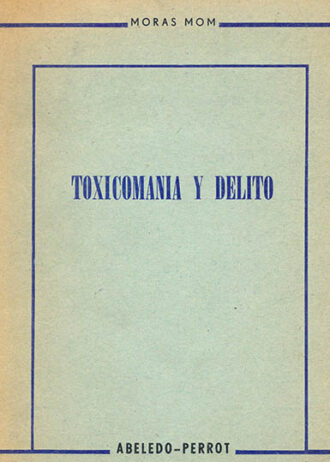 MORAS MOM
TOXICOMANIA Y DELITO
ABELEDO-PERROT